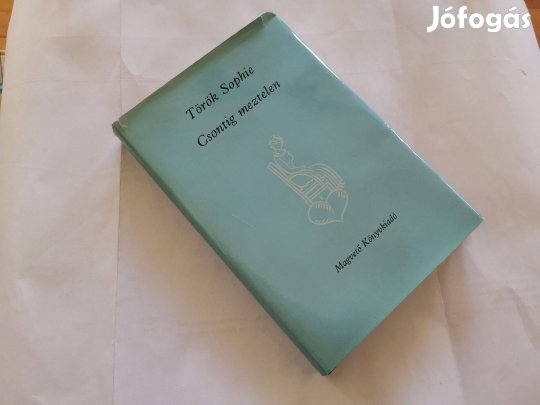 Jófogás
Török Sophie
Csontig meztelen
Magvető Könyvkiadó